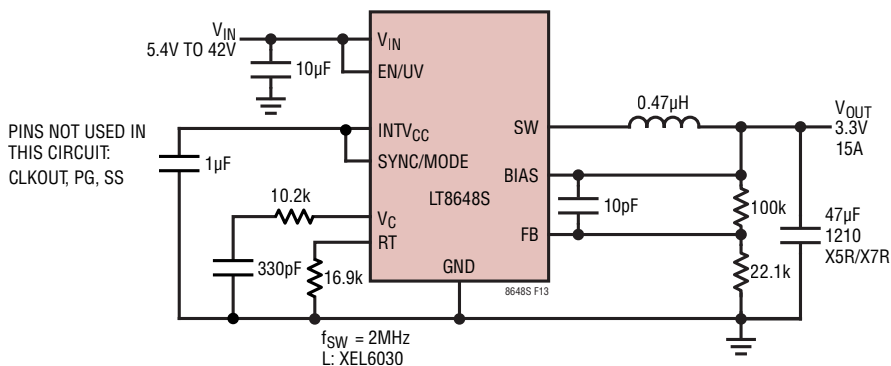 VIN
5.4V TO 42V
10µF
VIN
EN/UV
PINS NOT USED IN
THIS CIRCUIT:
CLKOUT, PG, SS
1µF
INTVCC
SYNC/MODE
10.2k
VC
RT
330pF
16.9k
LT8648S
GND
SW
BIAS
FB
0.47µH
10pF
100k
22.1k
VOUT
3.3V
15A
47µF
1210
X5R/X7R
8648S F13
fSW = 2MHz
L: XEL6030